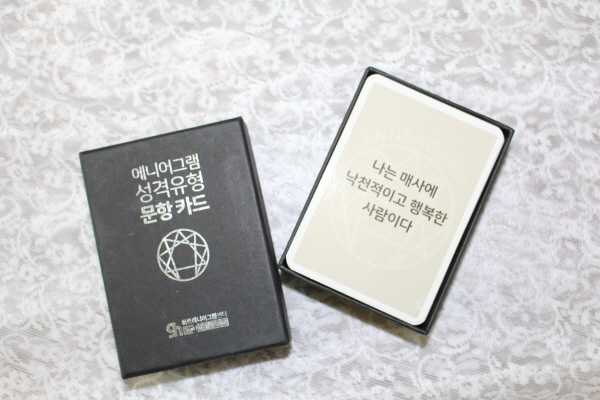 에니어그램
성격유형
문항 카드
나는 매사에
낙천적이고 행복한
사람이다